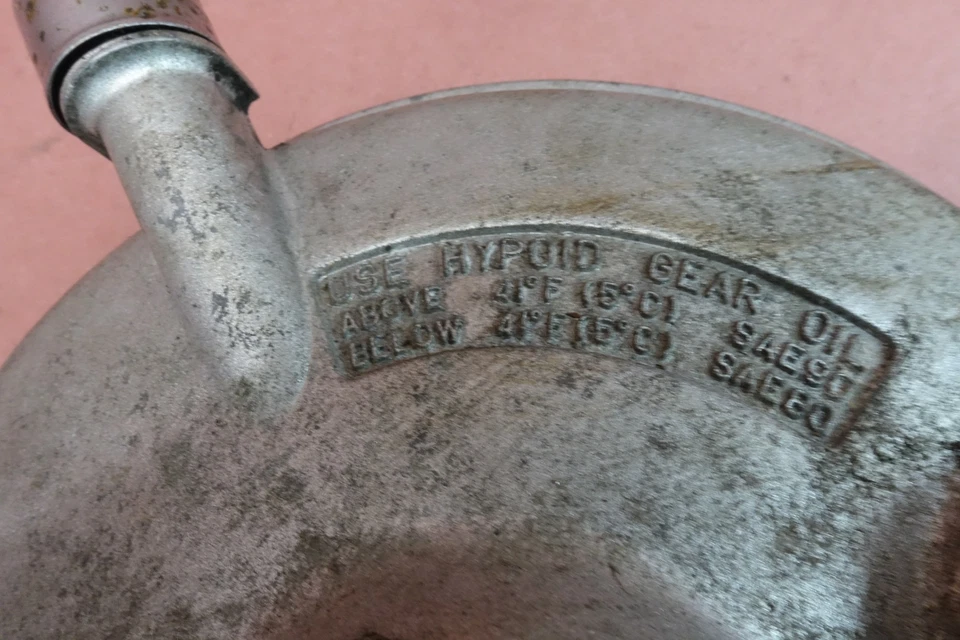 USE HYPOID GEAR OIL
ABOVE 41°F (5°C) SAE90
BELOW 41°F (5°C) SAE80